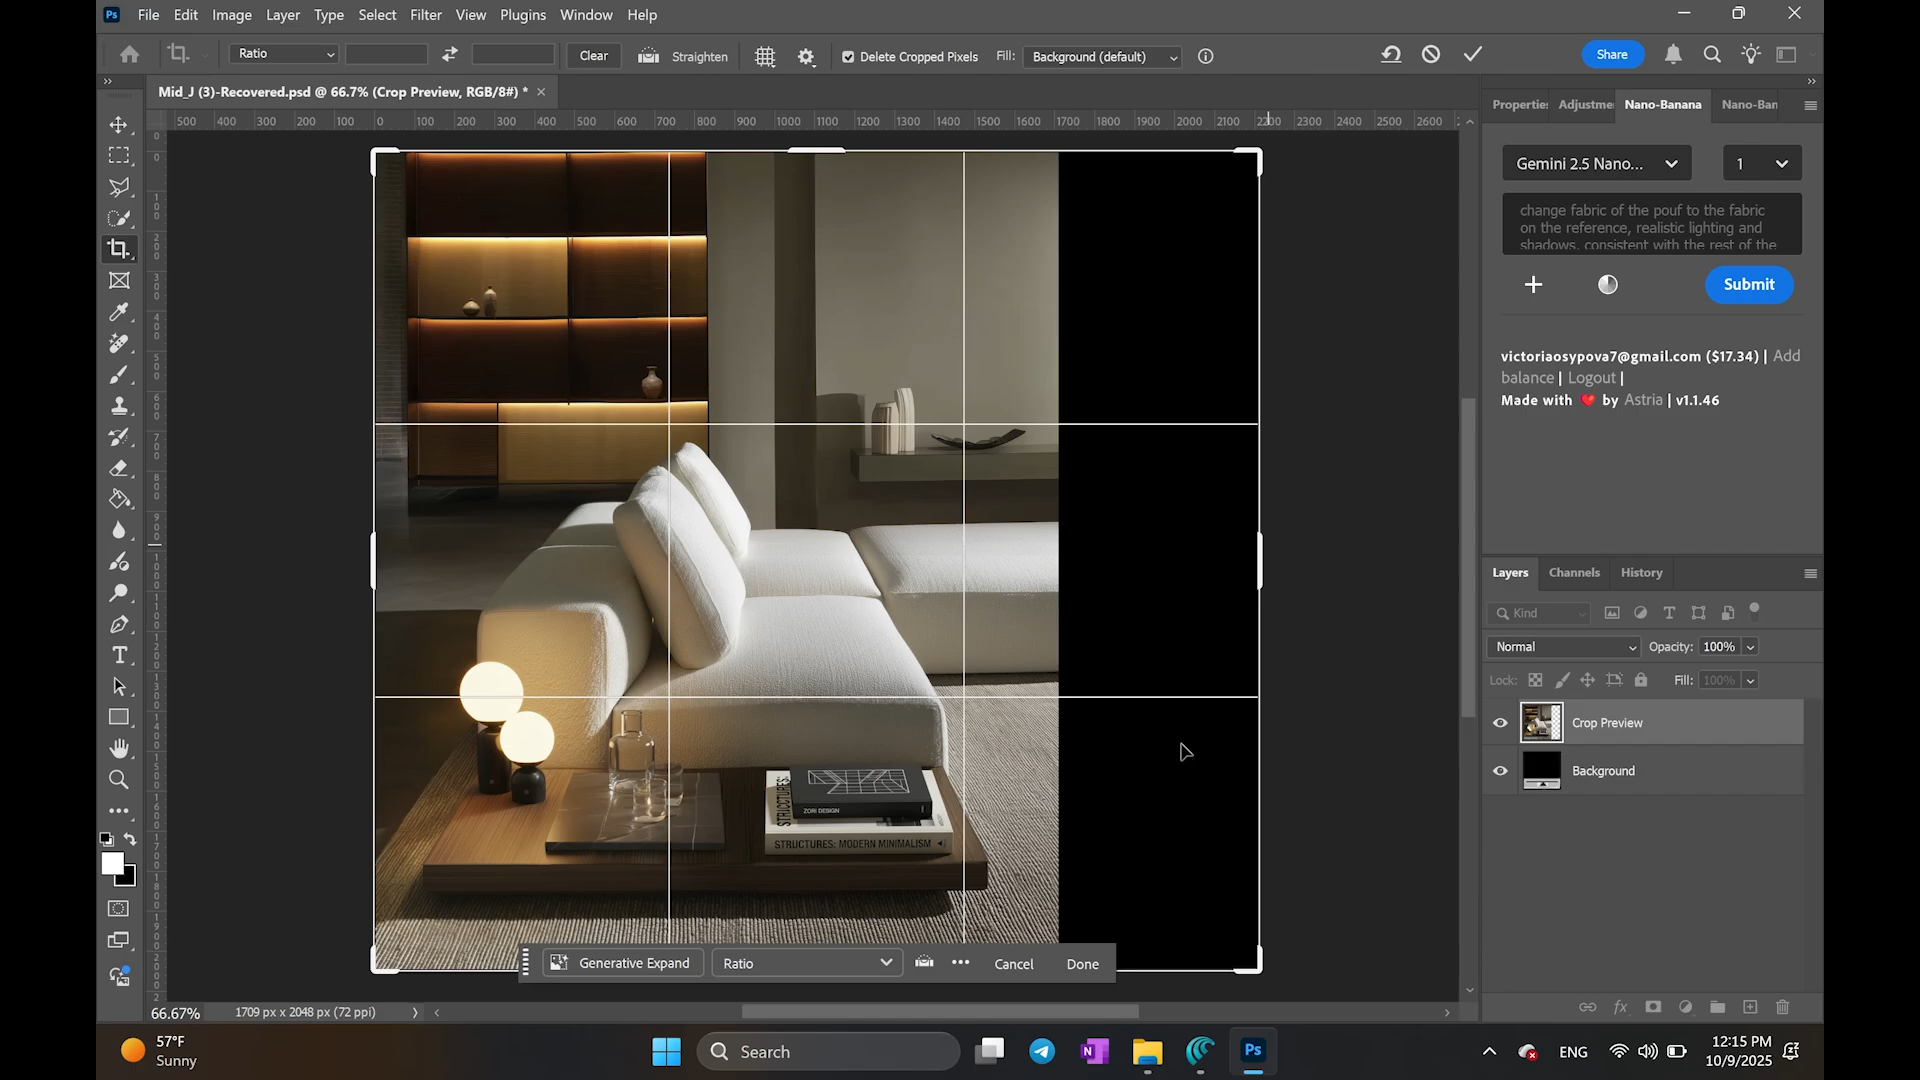 Ps File Edit Image Layer Type Select Filter View Plugins Window Help
Ratio Clear Straighten Delete Cropped Pixels Fill: Background (default) Share
Mid_J (3)-Recovered.psd @ 66.7% (Crop Preview, RGB/8#) *
500 400 300 200 100 0 100 200 300 400 500 600 700 800 900 1000 1100 1200 1300 1400 1500 1600 1700 1800 1900 2000 2100 2200 2300 2400 2500 2600
Properties Adjustme Nano-Banana Nano-Ban
Gemini 2.5 Nano... 1
change fabric of the pouf to the fabric
on the reference, realistic lighting and
shadows, consistent with the rest of the
Submit
victoriaosypova7@gmail.com ($17.34) | Add
balance | Logout |
Made with ❤️ by Astria | v1.1.46
Layers Channels History
Kind
Normal Opacity: 100%
Lock: Fill: 100%
Crop Preview
Background
ZORI DESIGN
STRUCTURES:
STRUCTURES: MODERN MINIMALISM
Generative Expand Ratio Cancel Done
66.67% 1709 px x 2048 px (72 ppi)
57°F
Sunny
Search
ENG
12:15 PM
10/9/2025